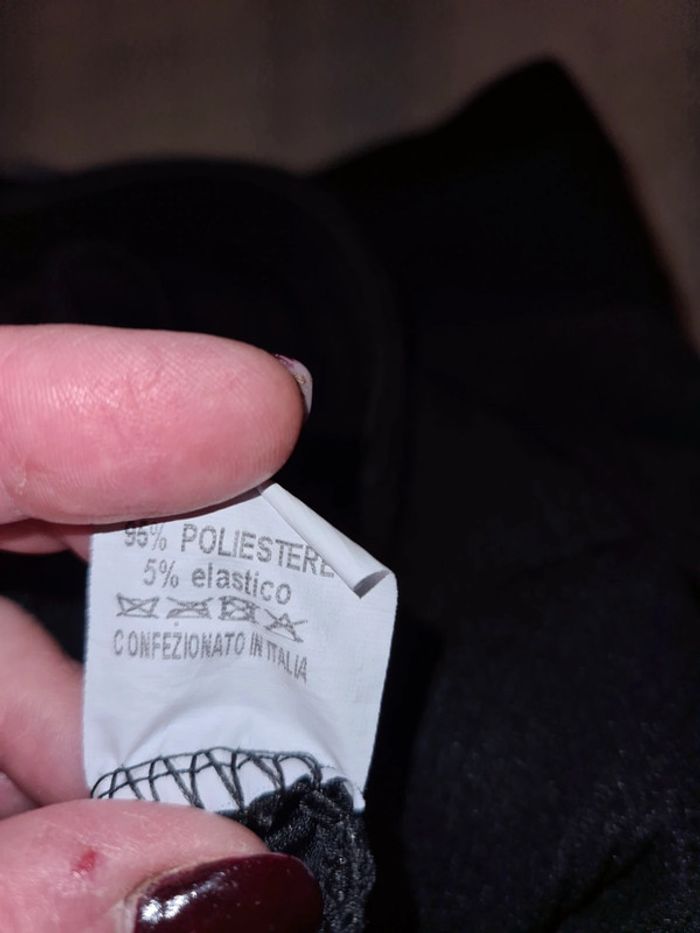 95% POLIESTERE
5% elastico
CONFEZIONATO IN ITALIA